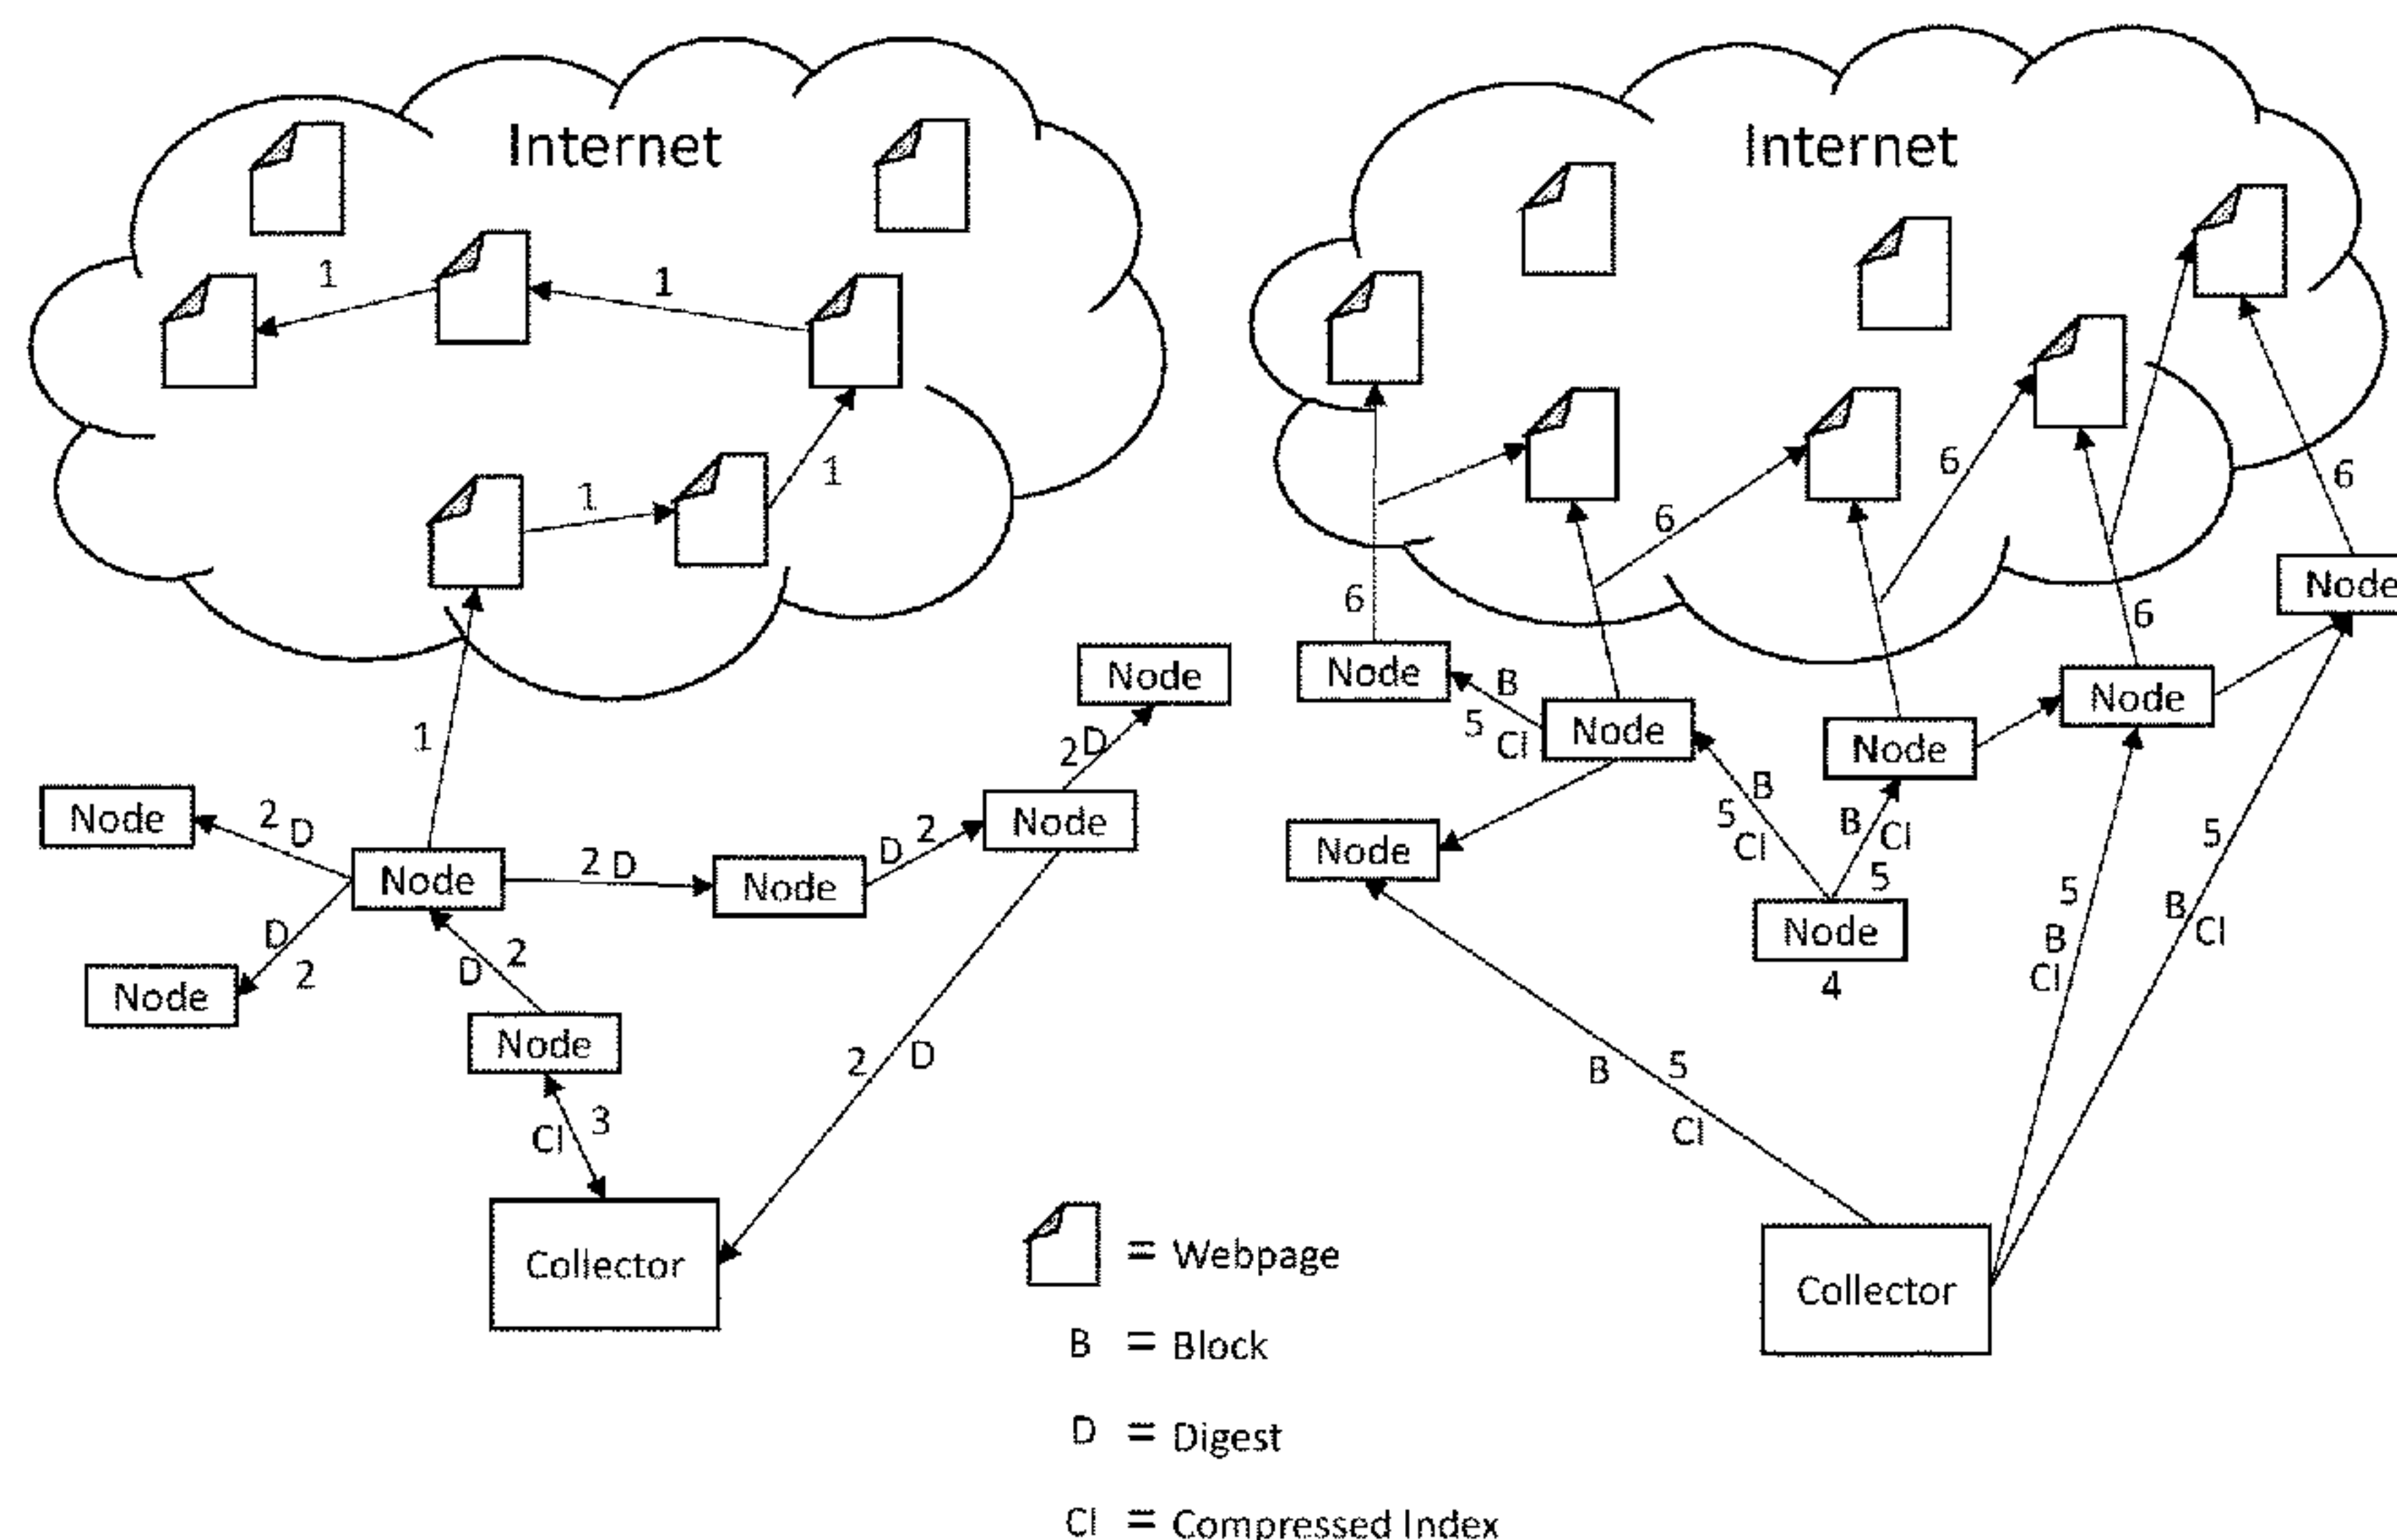 Internet
1
1
1
1
1
Node
2 D
Node
2 D
Node
2 D
Node
D 2
Node
D
2
Node
D 2
Node
CI 3
2 D
Collector
Internet
6
6
6
6
6
Node
Node
B
5 CI
Node
Node
Node
B
5
CI
B CI
5
Node
Node
4
5
B
CI
5
B
CI
B 5
CI
Collector
= Webpage
B = Block
D = Digest
CI = Compressed Index